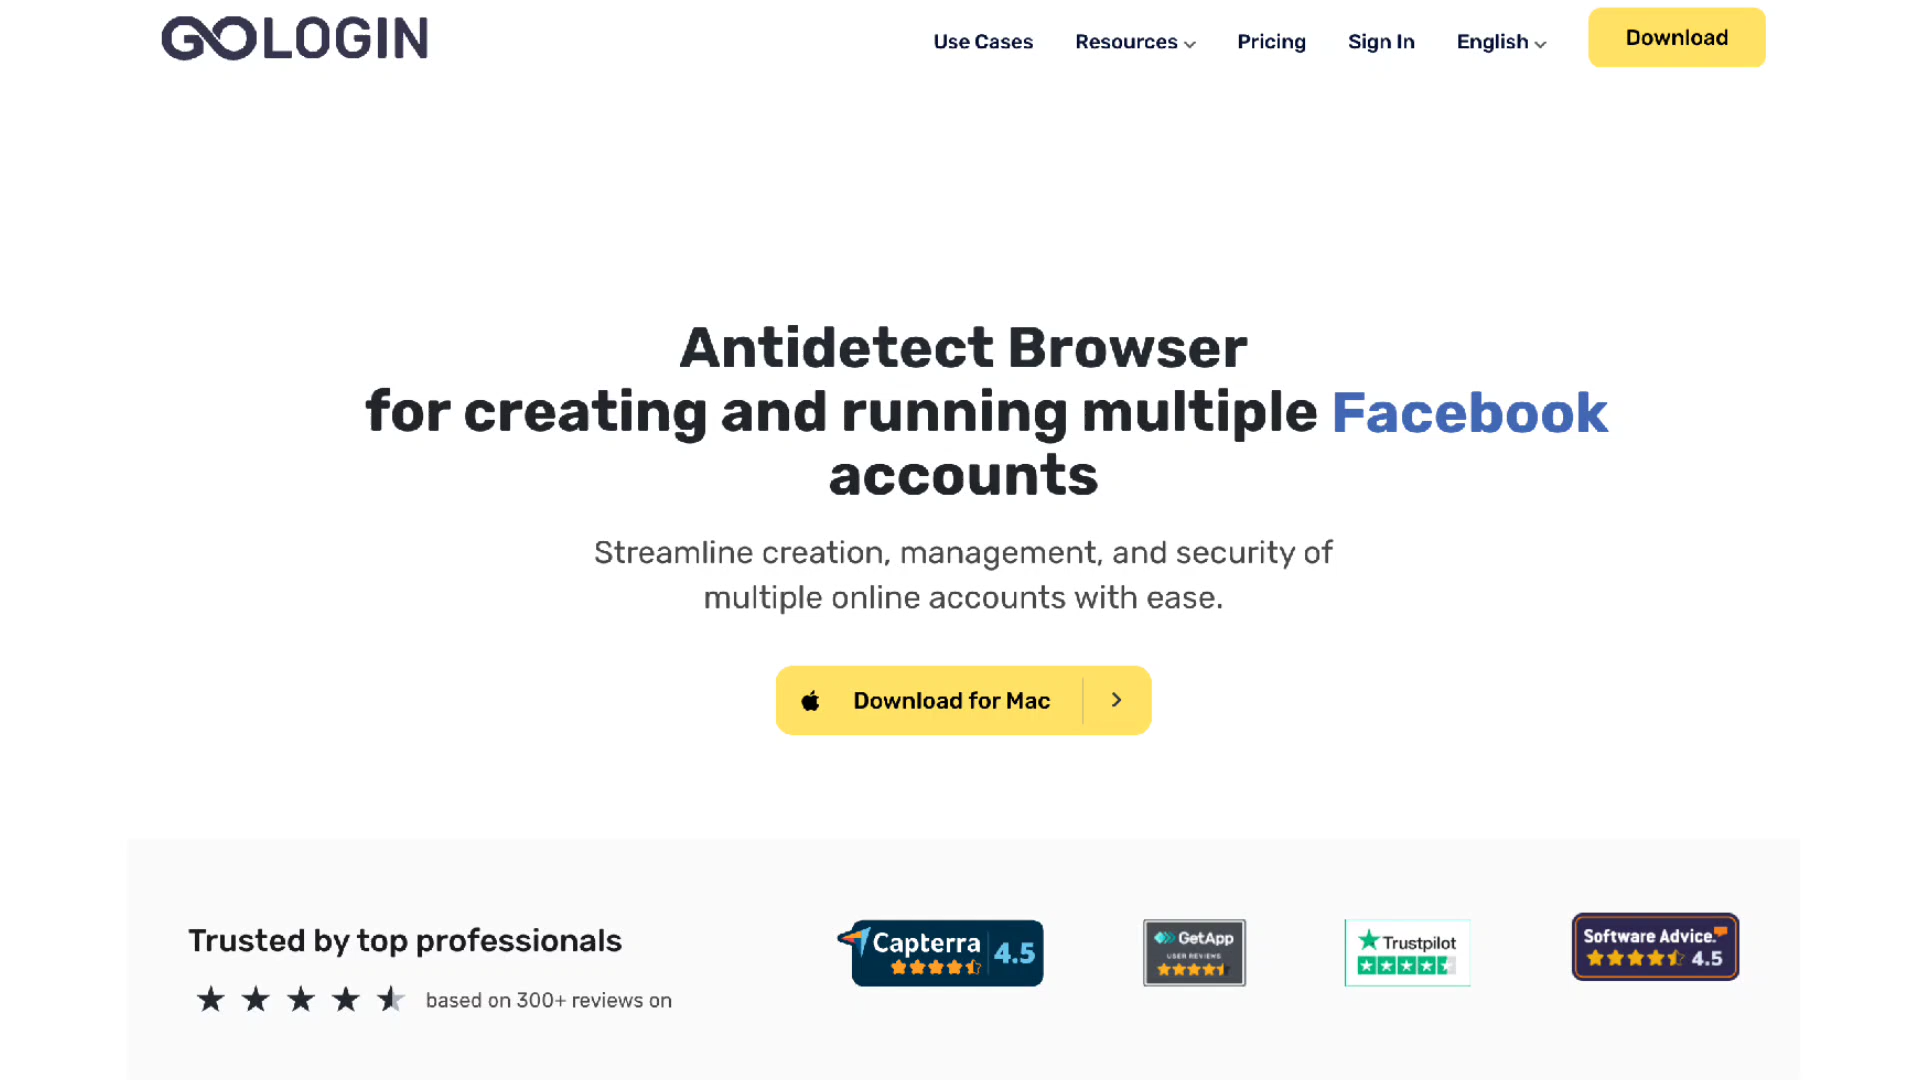 GOLOGIN
Use Cases
Resources
Pricing
Sign In
English
Download
Antidetect Browser
for creating and running multiple Facebook
accounts
Streamline creation, management, and security of
multiple online accounts with ease.
Download for Mac
Trusted by top professionals
based on 300+ reviews on
Capterra
4.5
GetApp
USER REVIEWS
Trustpilot
Software Advice.
4.5